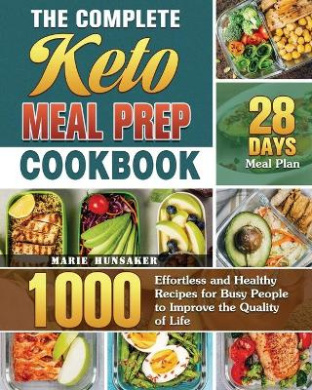 THE COMPLETE
Keto
MEAL PREP
COOKBOOK
28
DAYS
Meal Plan
MARIE HUNSAKER
1000
Effortless and Healthy
Recipes for Busy People
to Improve the Quality
of Life